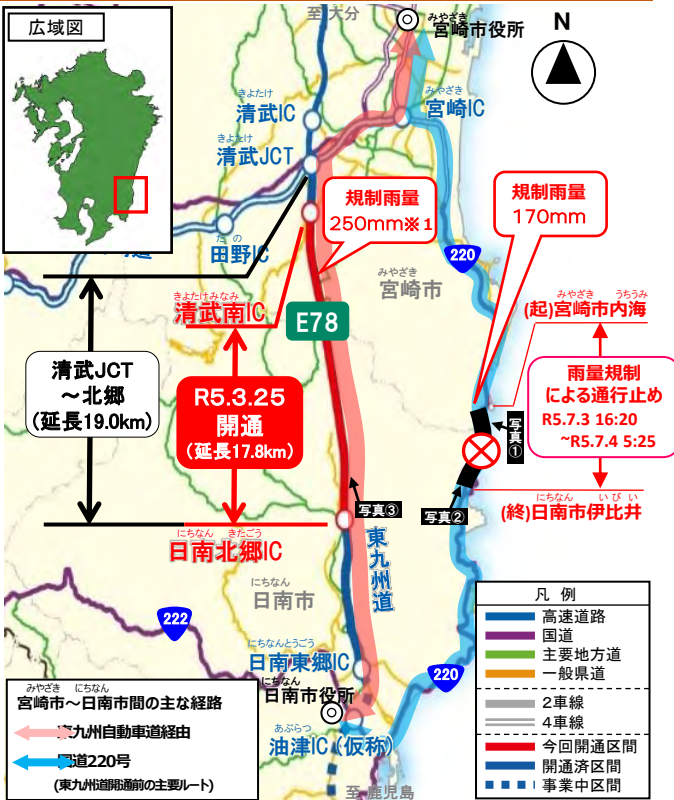 広域図
至 大分
みやざき
宮崎市役所
N
きよたけ
清武IC
みやざき
宮崎IC
きよたけ
清武JCT
規制雨量
250mm※1
規制雨量
170mm
たの
田野IC
220
みやざき
宮崎市
きよたけみなみ
清武南IC
E78
みやざき うちうみ
(起)宮崎市内海
清武JCT
～北郷
(延長19.0km)
R5.3.25
開通
(延長17.8km)
雨量規制
による通行止め
R5.7.3 16:20
~R5.7.4 5:25
写真①
写真③
写真②
にちなん いびい
(終)日南市伊比井
にちなん きたごう
日南北郷IC
東九州道
にちなん
日南市
222
にちなんとうごう
日南東郷IC
220
にちなん
日南市役所
あぶらつ
油津IC(仮称)
至 鹿児島
みやざき にちなん
宮崎市～日南市間の主な経路
東九州自動車道経由
国道220号
(東九州道開通前の主要ルート)
凡 例
高速道路
国道
主要地方道
一般県道
2車線
4車線
今回開通区間
開通済区間
事業中区間